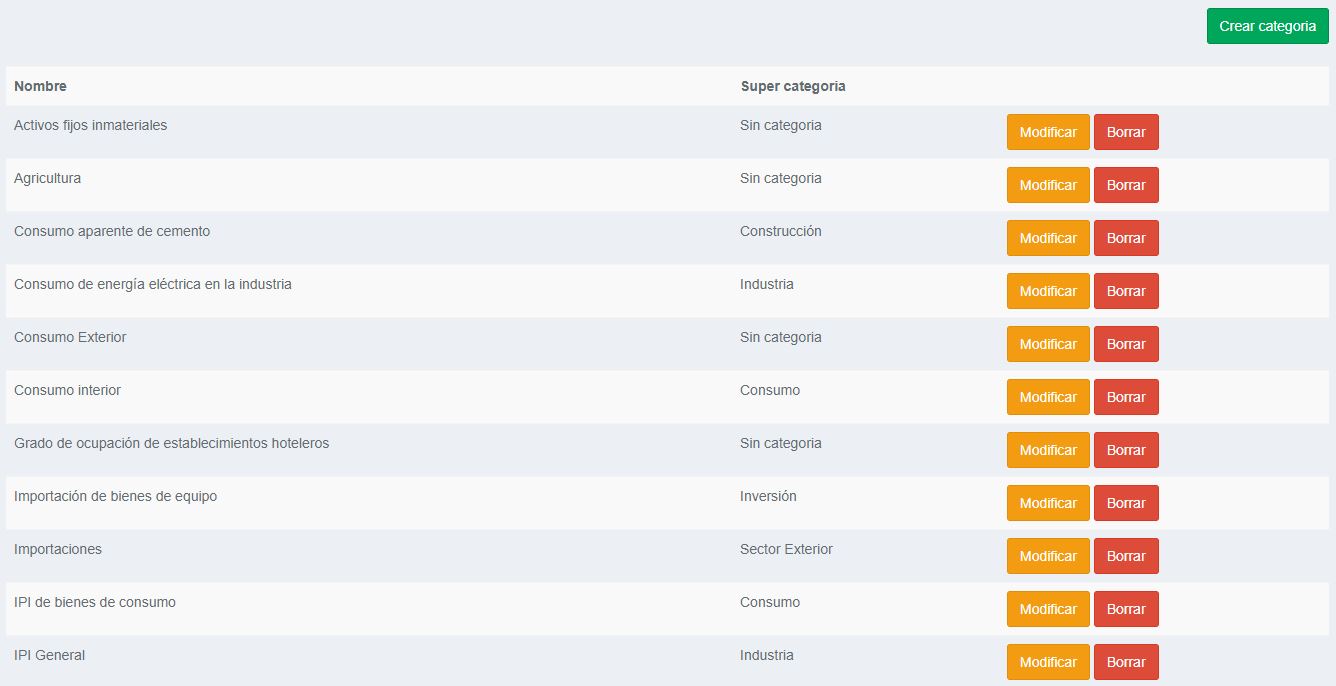 Crear categoria
Nombre Super categoria
Activos fijos inmateriales Sin categoria Modificar Borrar
Agricultura Sin categoria Modificar Borrar
Consumo aparente de cemento Construcción Modificar Borrar
Consumo de energía eléctrica en la industria Industria Modificar Borrar
Consumo Exterior Sin categoria Modificar Borrar
Consumo interior Consumo Modificar Borrar
Grado de ocupación de establecimientos hoteleros Sin categoria Modificar Borrar
Importación de bienes de equipo Inversión Modificar Borrar
Importaciones Sector Exterior Modificar Borrar
IPI de bienes de consumo Consumo Modificar Borrar
IPI General Industria Modificar Borrar